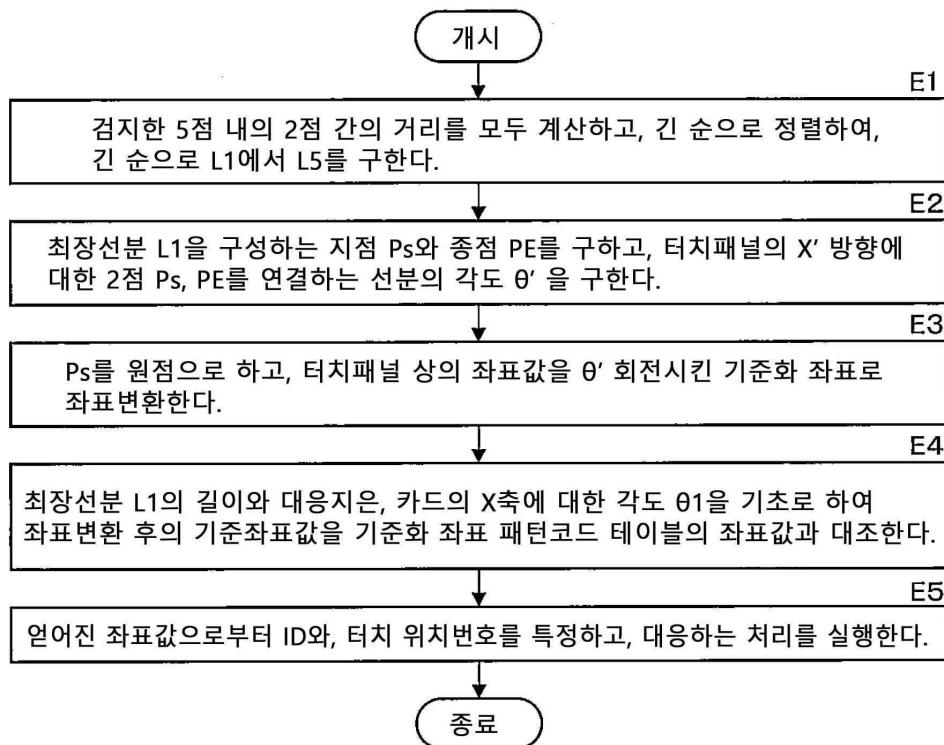 개시
E1
검지한 5점 내의 2점 간의 거리를 모두 계산하고, 긴 순으로 정렬하여,
긴 순으로 L1에서 L5를 구한다.
E2
최장선분 L1을 구성하는 지점 Ps와 종점 PE를 구하고, 터치패널의 X' 방향에
대한 2점 Ps, PE를 연결하는 선분의 각도 θ' 을 구한다.
E3
Ps를 원점으로 하고, 터치패널 상의 좌표값을 θ' 회전시킨 기준화 좌표로
좌표변환한다.
E4
최장선분 L1의 길이와 대응지은, 카드의 X축에 대한 각도 θ1을 기초로 하여
좌표변환 후의 기준좌표값을 기준화 좌표 패턴코드 테이블의 좌표값과 대조한다.
E5
얻어진 좌표값으로부터 ID와, 터치 위치번호를 특정하고, 대응하는 처리를 실행한다.
종료